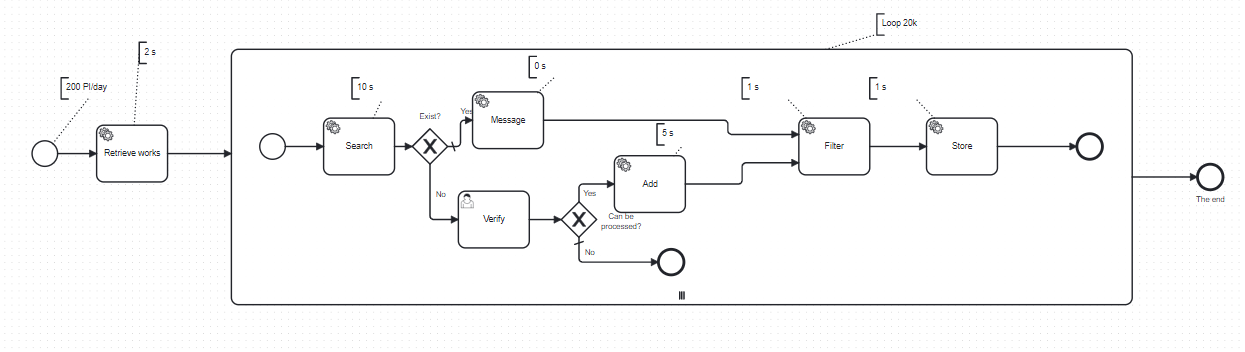 Loop 20k
2 s
0 s
200 PI/day
10 s
1 s
1 s
Exist?
Yes
Message
5 s
Retrieve works
Search
Filter
Store
Add
No
Yes
Verify
Can be
processed?
No
The end